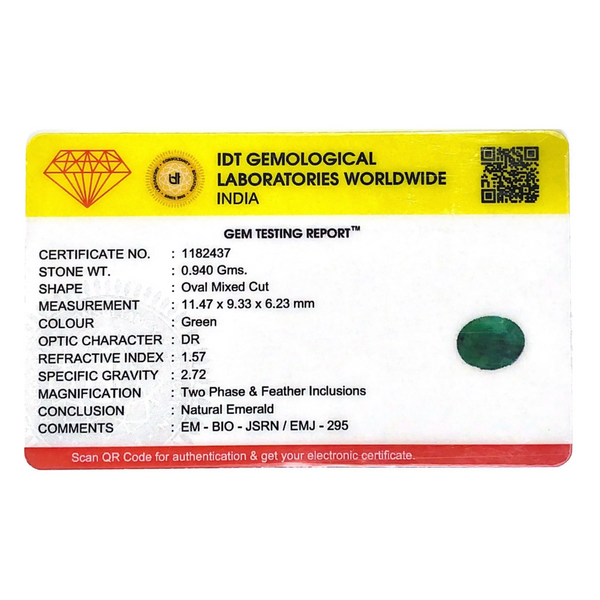 IDT GEMOLOGICAL
LABORATORIES WORLDWIDE
INDIA
GEM TESTING REPORT™
CERTIFICATE NO. : 1182437
STONE WT. : 0.940 Gms.
SHAPE : Oval Mixed Cut
MEASUREMENT : 11.47 x 9.33 x 6.23 mm
COLOUR : Green
OPTIC CHARACTER : DR
REFRACTIVE INDEX : 1.57
SPECIFIC GRAVITY : 2.72
MAGNIFICATION : Two Phase & Feather Inclusions
CONCLUSION : Natural Emerald
COMMENTS : EM - BIO - JSRN / EMJ - 295
Scan QR Code for authentication & get your electronic certificate.